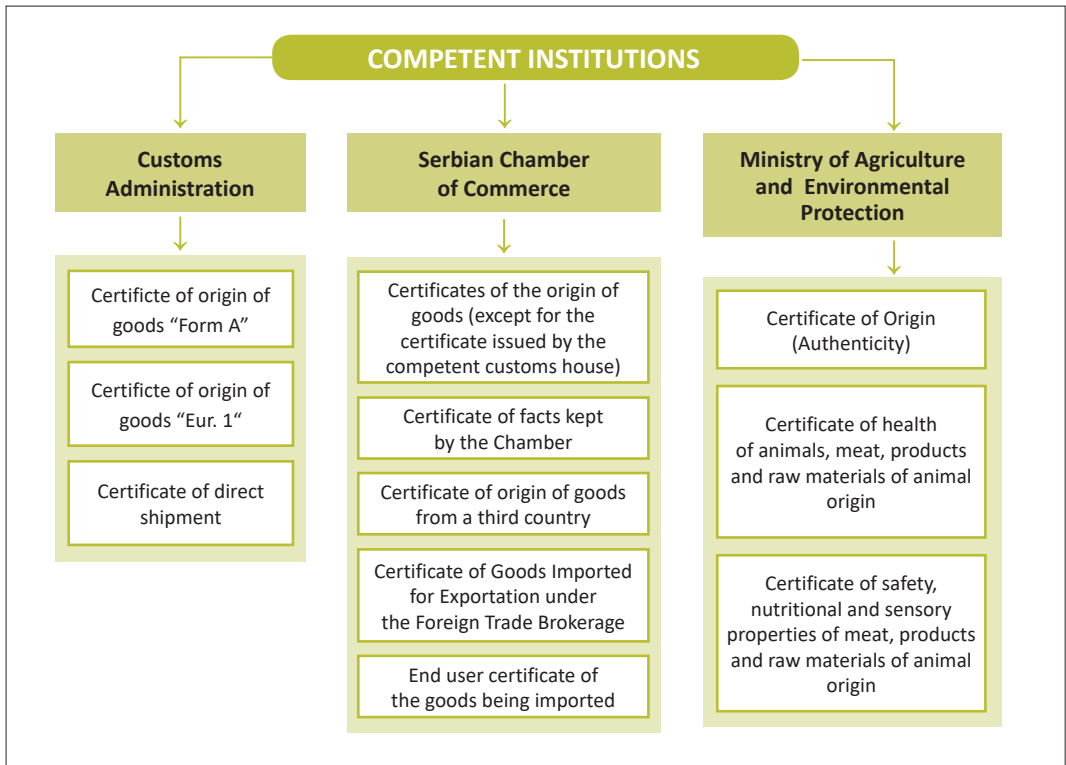 COMPETENT INSTITUTIONS
Customs
Administration
Certificte of origin of
goods “Form A”
Certificte of origin of
goods “Eur. 1“
Certificate of direct
shipment
Serbian Chamber
of Commerce
Certificates of the origin of
goods (except for the
certificate issued by the
competent customs house)
Certificate of facts kept
by the Chamber
Certificate of origin of goods
from a third country
Certificate of Goods Imported
for Exportation under
the Foreign Trade Brokerage
End user certificate of
the goods being imported
Ministry of Agriculture
and Environmental
Protection
Certificate of Origin
(Authenticity)
Certificate of health
of animals, meat, products
and raw materials of animal
origin
Certificate of safety,
nutritional and sensory
properties of meat, products
and raw materials of animal
origin